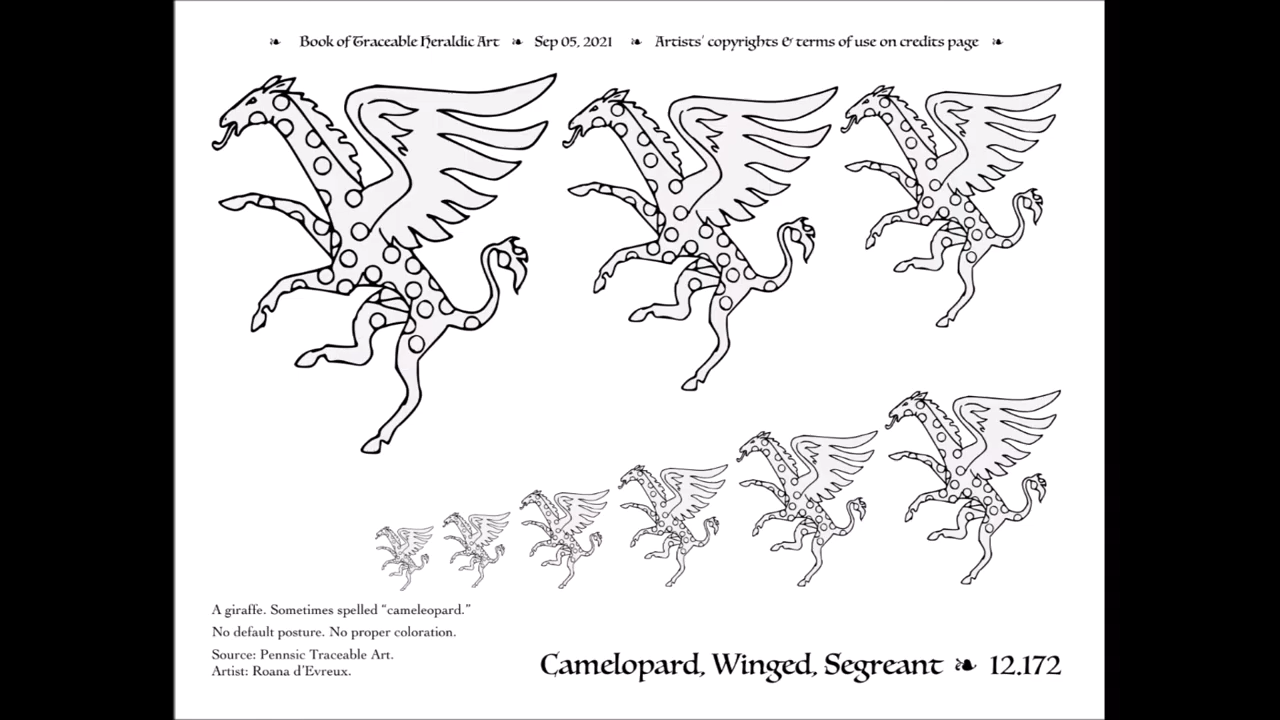 ❧ Book of Traceable Heraldic Art ❧ Sep 05, 2021 ❧ Artists' copyrights & terms of use on credits page ❧
A giraffe. Sometimes spelled “cameleopard.”
No default posture. No proper coloration.
Source: Pennsic Traceable Art.
Artist: Roana d’Evreux.
Camelopard, Winged, Segreant ❧ 12.172